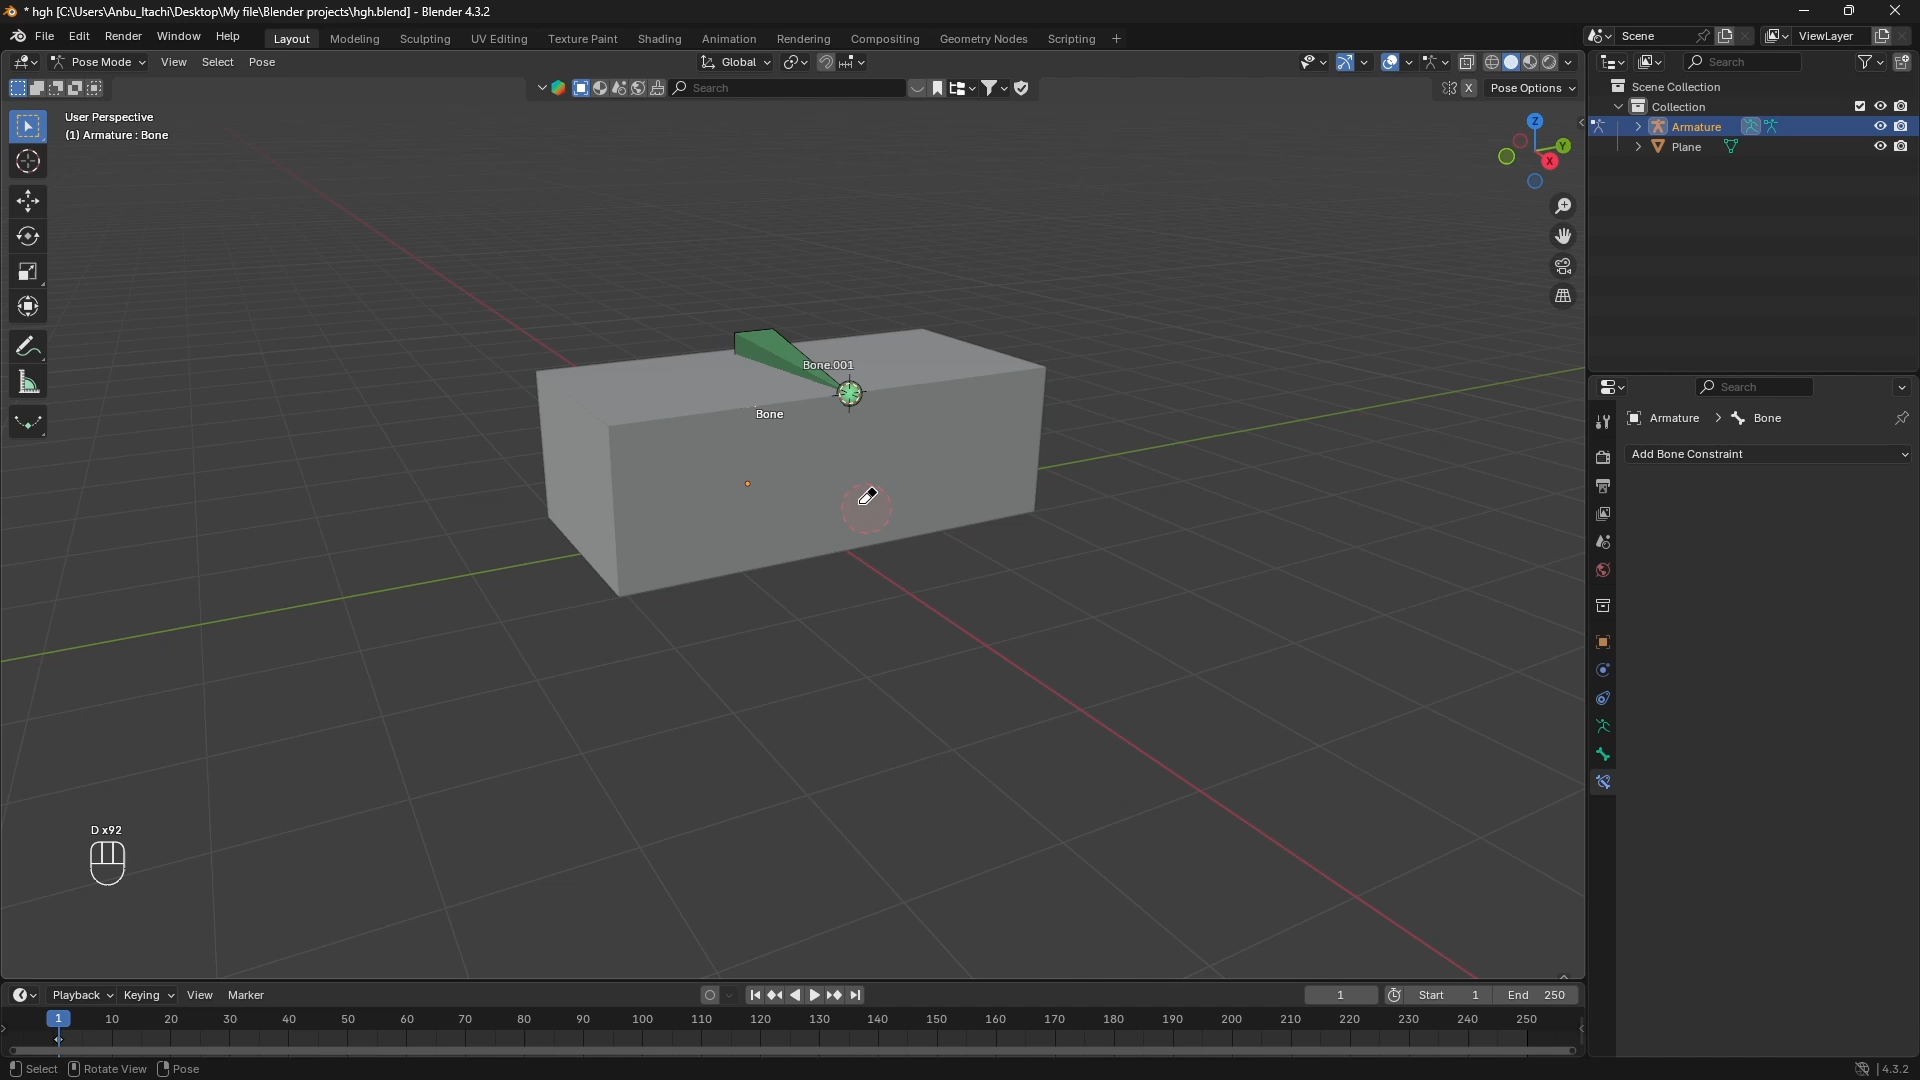 * hgh [C:\Users\Anbu_Itachi\Desktop\My file\Blender projects\hgh.blend] - Blender 4.3.2
File Edit Render Window Help Layout Modeling Sculpting UV Editing Texture Paint Shading Animation Rendering Compositing Geometry Nodes Scripting + Scene ViewLayer
Pose Mode View Select Pose Global Search
Search X Pose Options
Scene Collection
Collection
Armature
Plane
User Perspective
(1) Armature : Bone
Z
Y
X
Bone.001
Bone
Search
Armature > Bone
Add Bone Constraint
D x92
Playback Keying View Marker 1 Start 1 End 250
1 10 20 30 40 50 60 70 80 90 100 110 120 130 140 150 160 170 180 190 200 210 220 230 240 250
Select Rotate View Pose 4.3.2